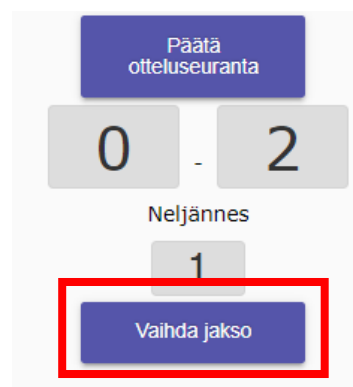 Päätä
otteluseuranta
0 - 2
Neljännes
1
Vaihda jakso